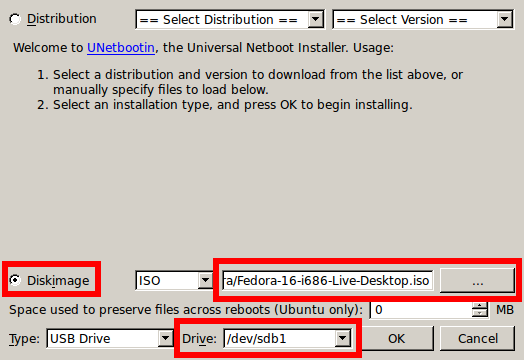 Distribution == Select Distribution == == Select Version ==
Welcome to UNetbootin, the Universal Netboot Installer. Usage:
1. Select a distribution and version to download from the list above, or
manually specify files to load below.
2. Select an installation type, and press OK to begin installing.
Diskimage ISO ra/Fedora-16-i686-Live-Desktop.iso ...
Space used to preserve files across reboots (Ubuntu only): 0 MB
Type: USB Drive Drive: /dev/sdb1 OK Cancel